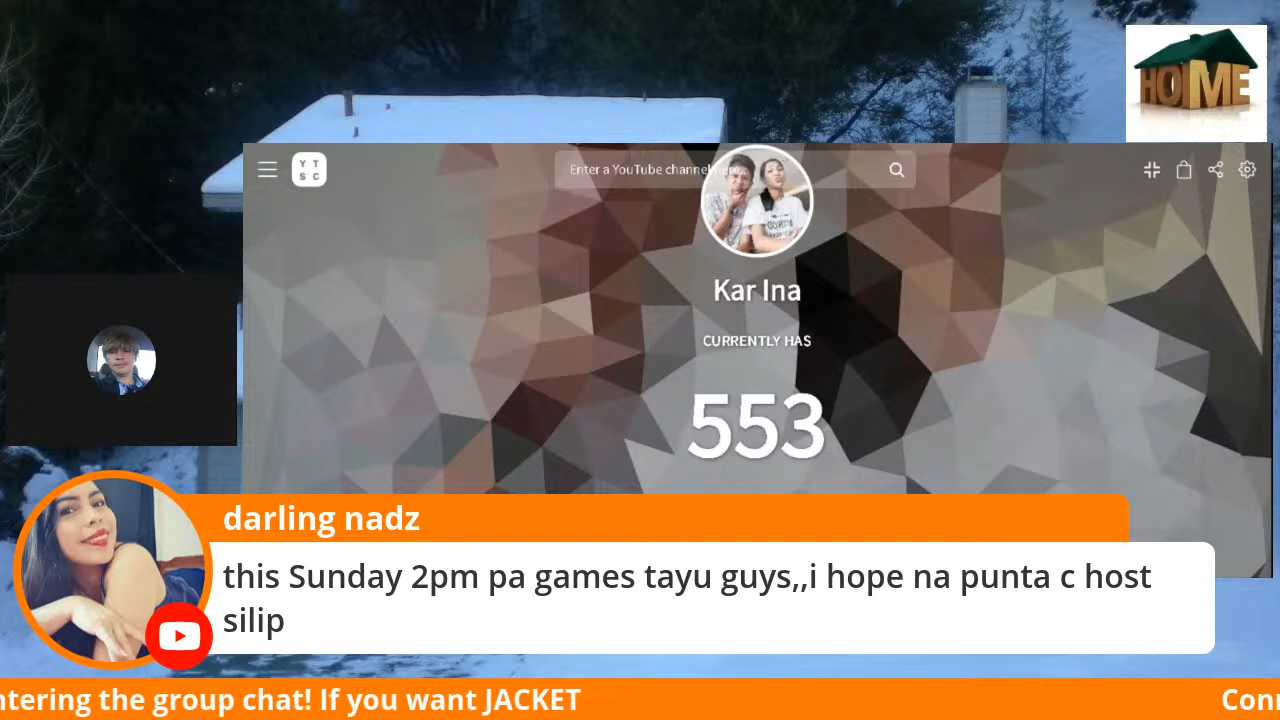 HOME
Y T
S C
Enter a YouTube channel
Kar Ina
CURRENTLY HAS
553
darling nadz
this Sunday 2pm pa games tayu guys,,i hope na punta c host
silip
ntering the group chat! If you want JACKET
Conn